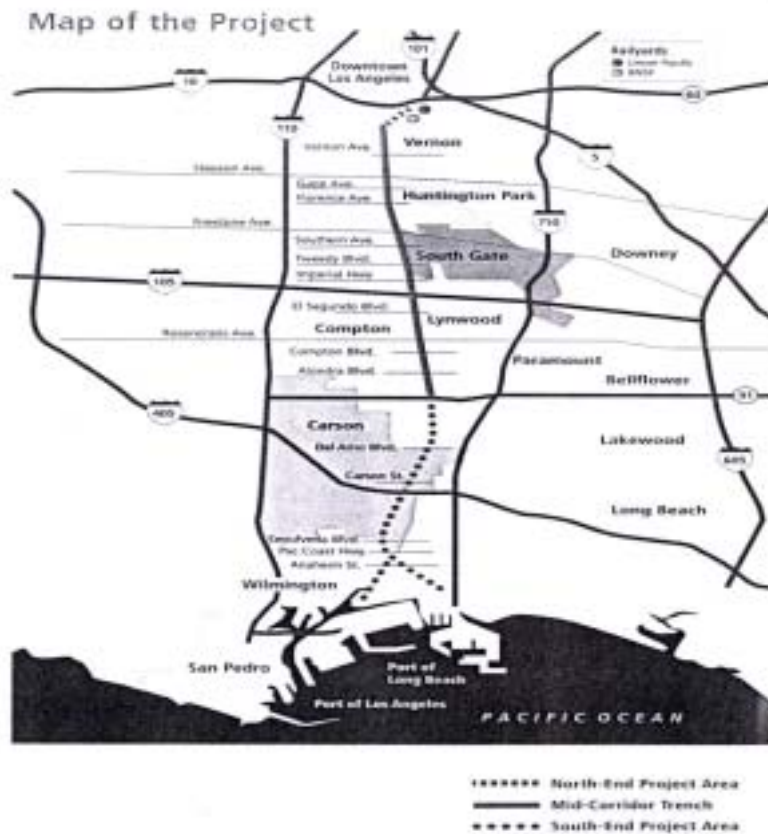 Map of the Project
101
Railyards
Union Pacific
BNSF
Downtown
Los Angeles
10
60
110
Vernon
Vernon Ave.
5
Slauson Ave.
Gage Ave.
Florence Ave.
Huntington Park
710
Firestone Ave.
Southern Ave.
Tweedy Blvd.
Imperial Hwy
South Gate
Downey
105
El Segundo Blvd.
Lynwood
Compton
Rosecrans Ave.
Compton Blvd.
Paramount
Alondra Blvd.
Bellflower
91
405
Carson
Del Amo Blvd.
Lakewood
605
Carson St.
Long Beach
Sepulveda Blvd.
Pac Coast Hwy.
Anaheim St.
Wilmington
San Pedro
Port of
Long Beach
Port of Los Angeles
PACIFIC OCEAN
North-End Project Area
Mid-Corridor Trench
South-End Project Area